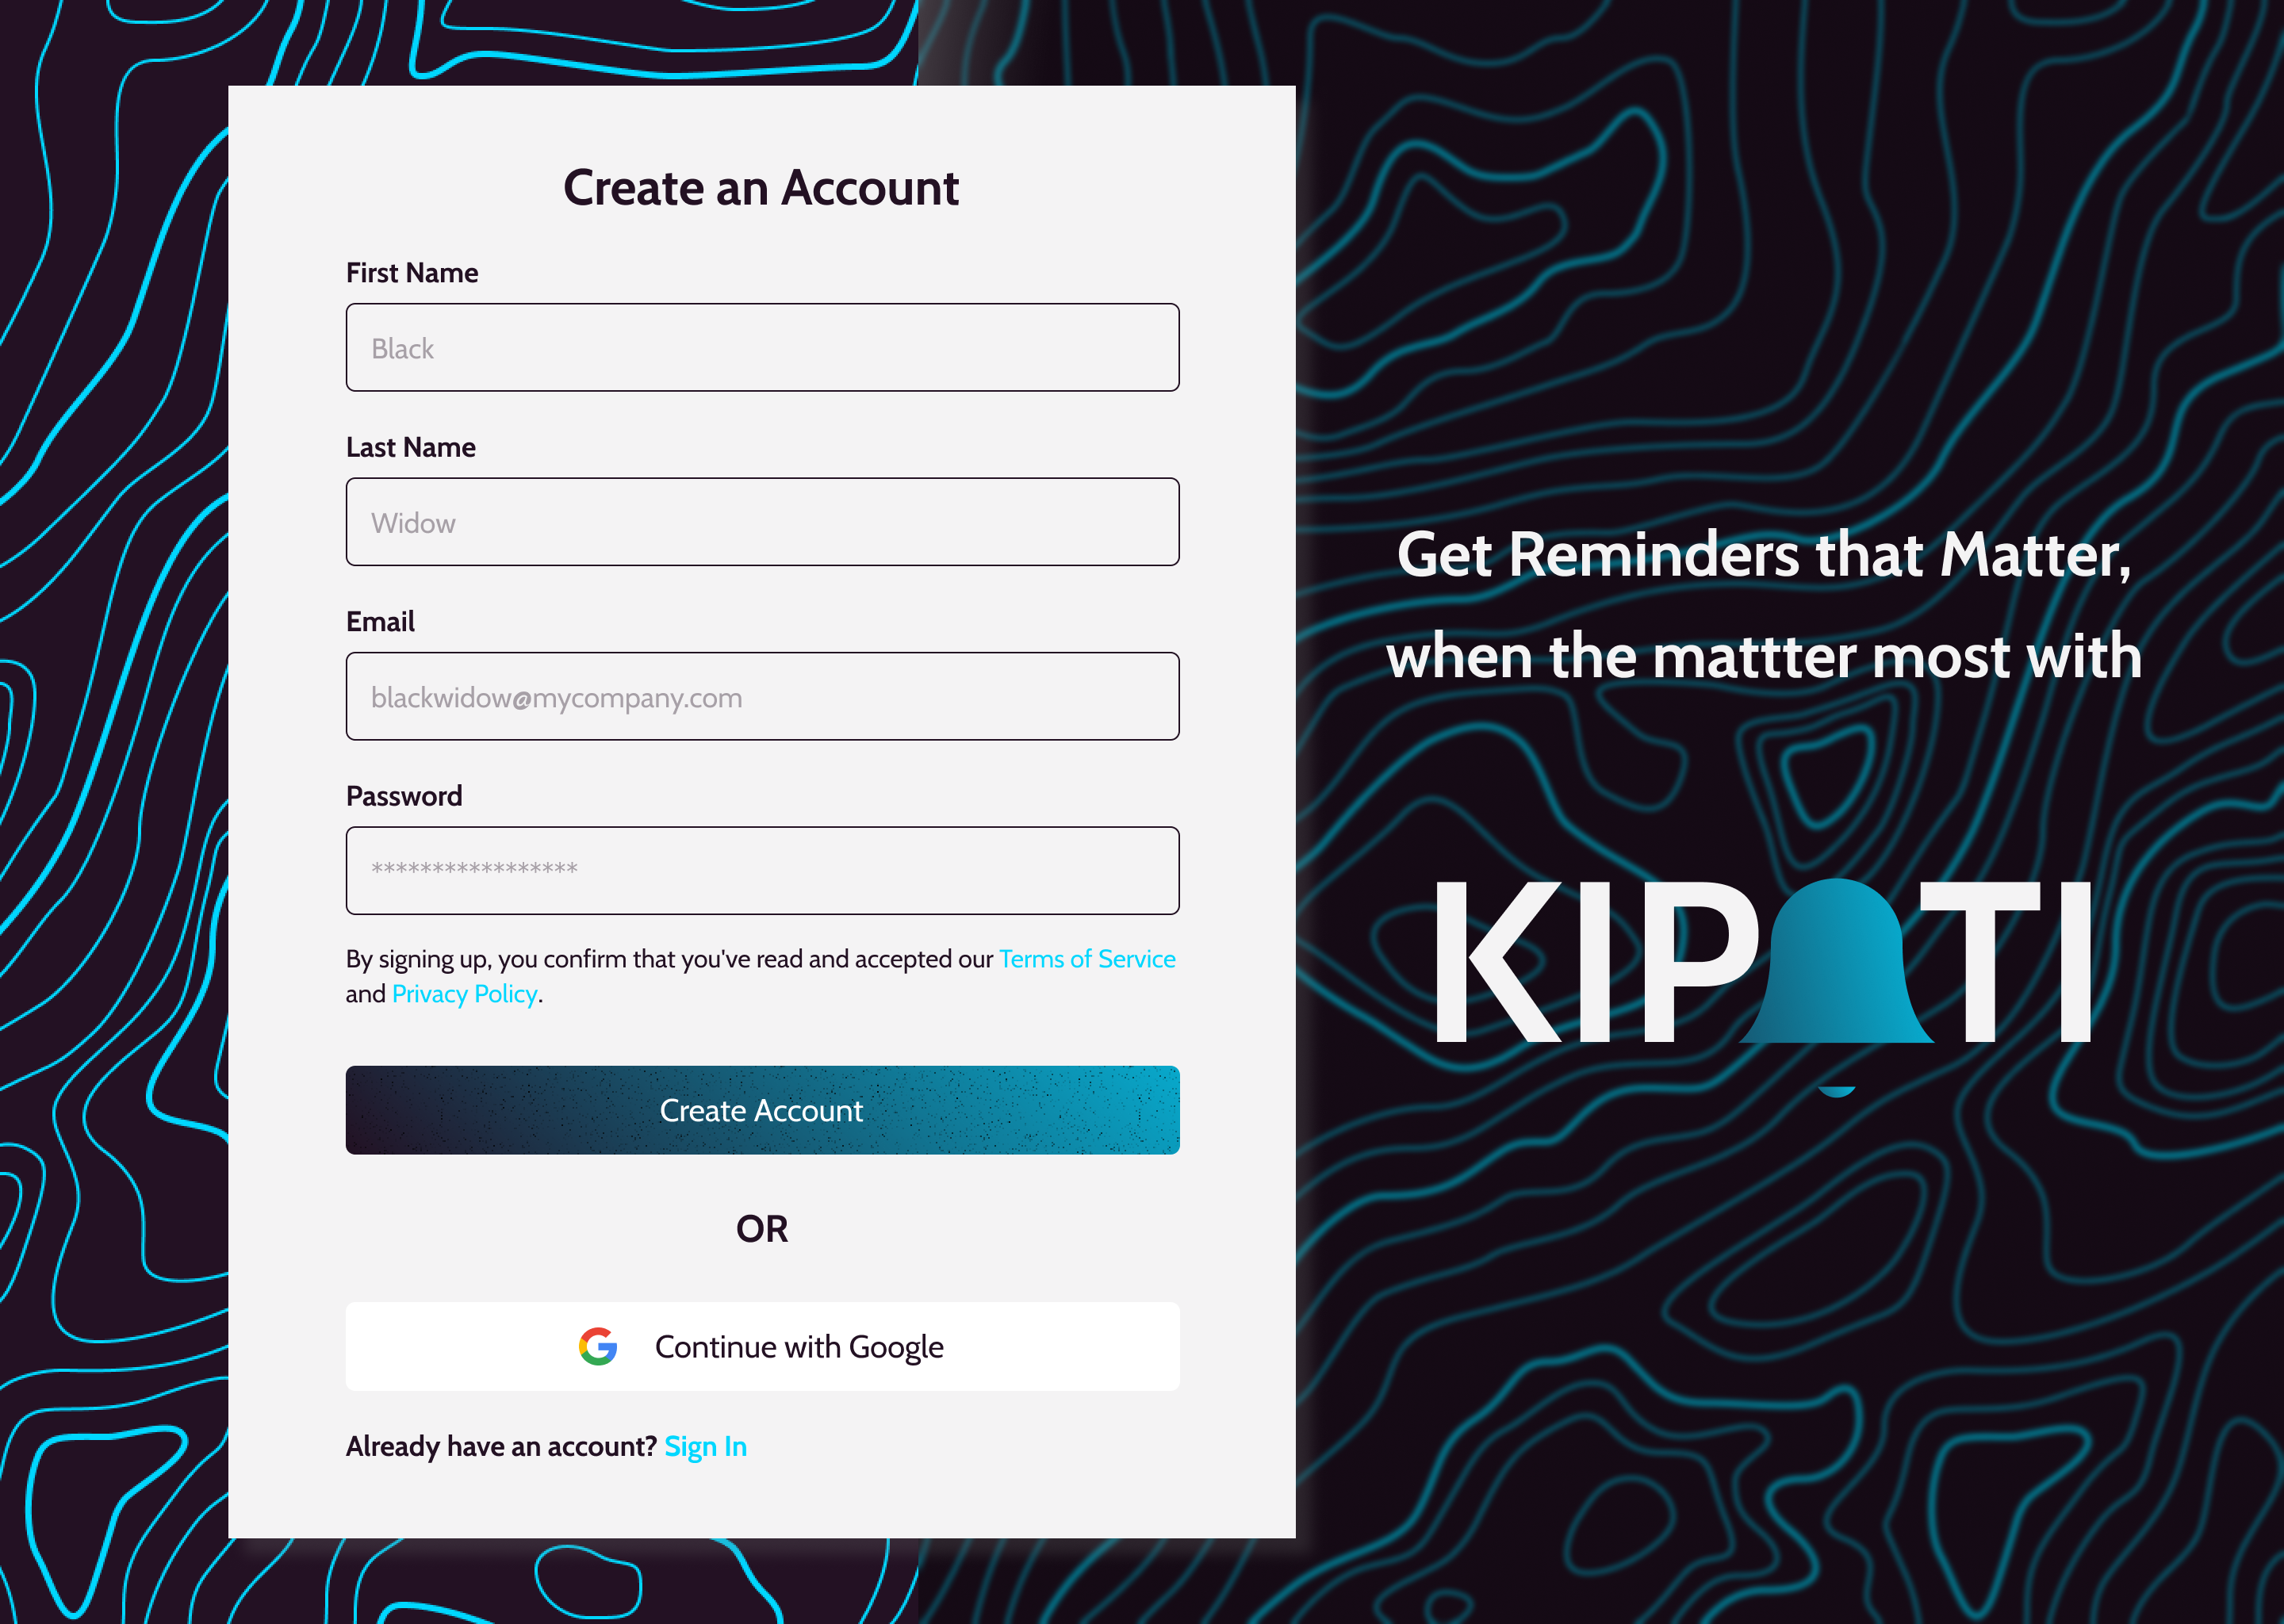 Create an Account
First Name
Black
Last Name
Widow
Email
blackwidow@mycompany.com
Password
*****************
By signing up, you confirm that you've read and accepted our Terms of Service
and Privacy Policy.
Create Account
OR
Continue with Google
Already have an account? Sign In
Get Reminders that Matter,
when the mattter most with
KIPATI